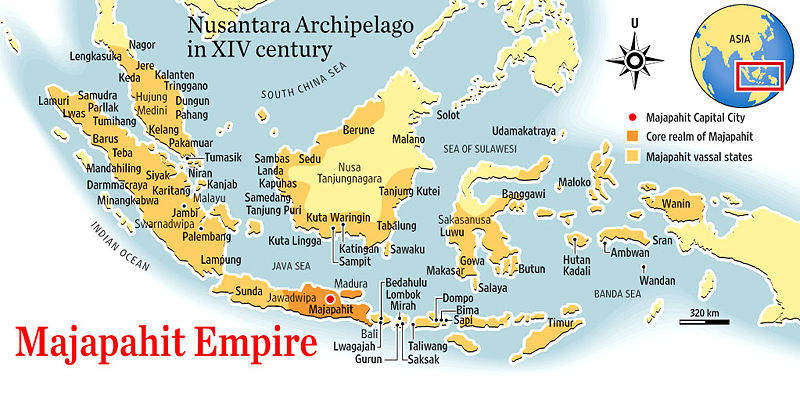 Nusantara Archipelago
in XIV century
U
ASIA
Majapahit Capital City
Core realm of Majapahit
Majapahit vassal states
SOUTH CHINA SEA
Nagor
Lengkasuka
Jere
Keda
Kalanten
Tringgano
Hujung
Medini
Dungun
Pahang
Kelang
Pakamuar
Tumasik
Lamuri
Samudra
Parllak
Lwas
Tumihang
Barus
Teba
Mandahiling
Siyak
Niran
Kanjab
Darmmacraya
Karitang
Malayu
Minangkabwa
Jambi
Swarnadwipa
Palembang
Lampung
INDIAN OCEAN
Berune
Malano
Sambas
Sedu
Landa
Kapuhas
Nusa
Tanjungnagara
Samedang
Tanjung Puri
Tanjung Kutei
Kuta Waringin
Tabalung
Kuta Lingga
Katingan
Sampit
Sawaku
JAVA SEA
Solot
Udamakatraya
SEA OF SULAWESI
Banggawi
Maloko
Sakasanusa
Luwu
Gowa
Makasar
Butun
Salaya
Wanin
Sran
Hutan
Kadali
Ambwan
Wandan
BANDA SEA
320 km
Sunda
Jawadwipa
Madura
Majapahit
Bedahulu
Lombok
Mirah
Bali
Lwagajah
Gurun
Dompo
Bima
Sapi
Taliwang
Saksak
Timur
Majapahit Empire